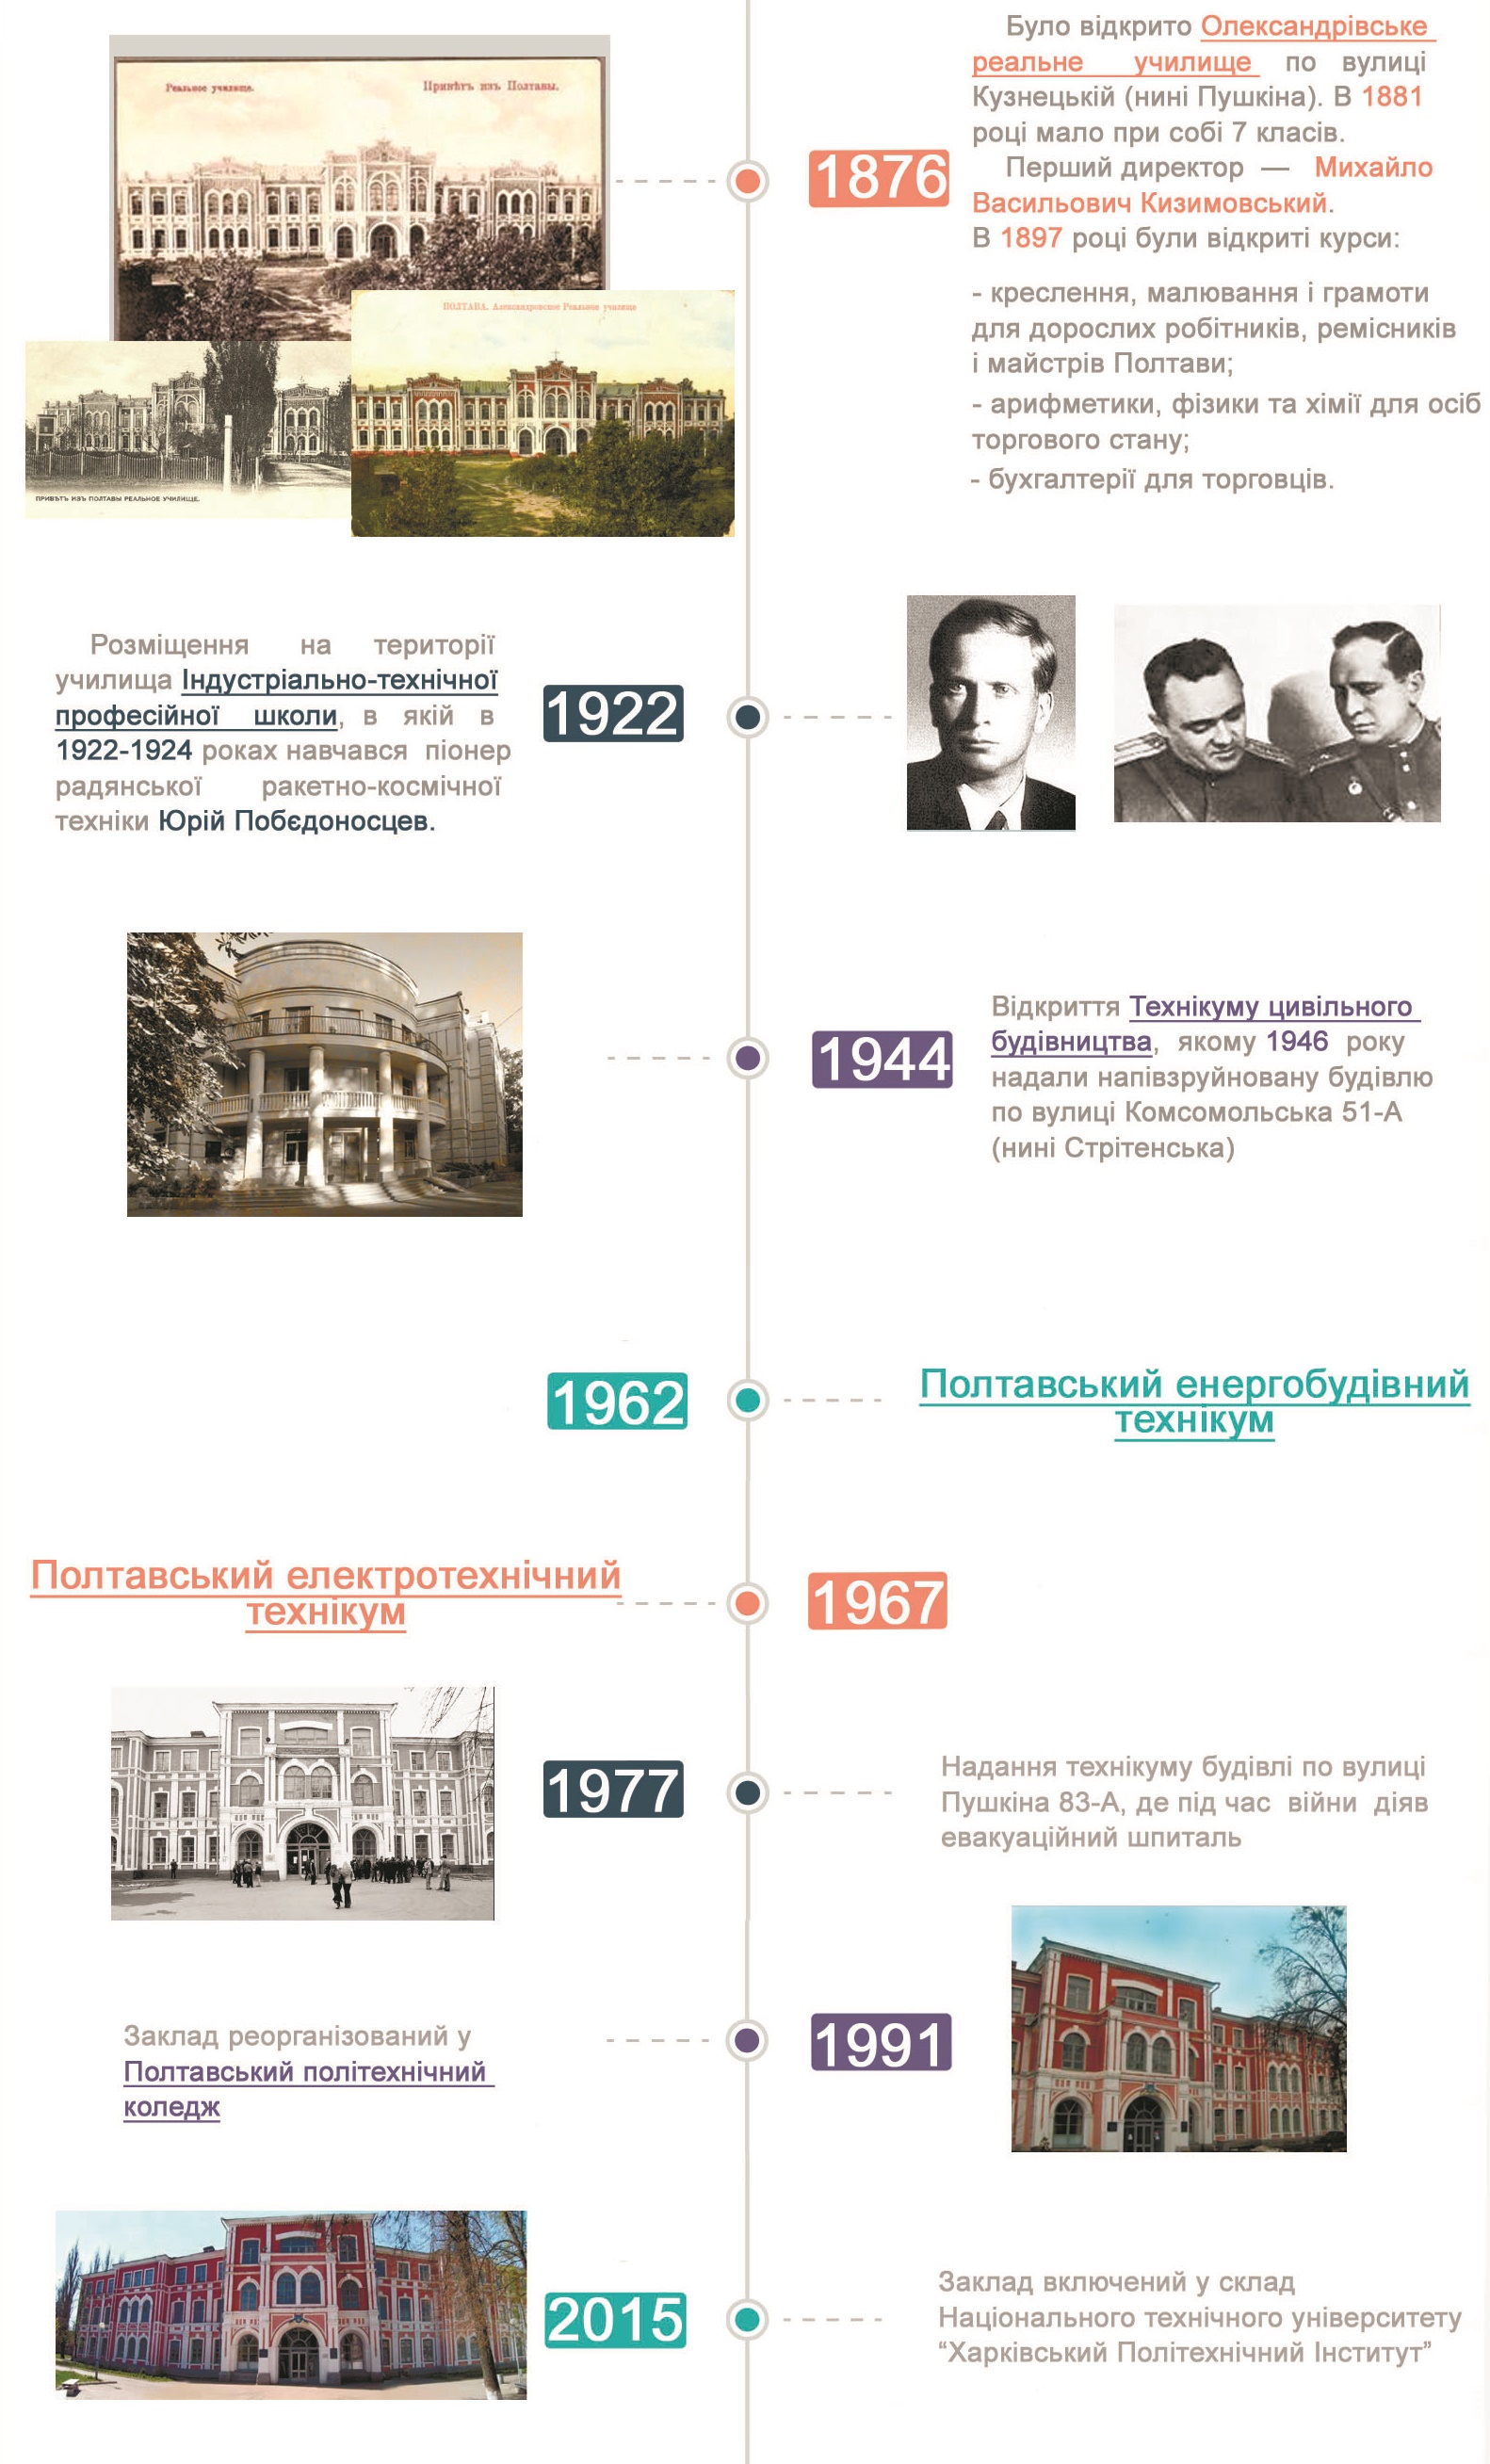 Реальное училище.
Привѣтъ изъ Полтавы.
ПОЛТАВА. Александровское Реальное училище
ПРИВѢТЪ ИЗЪ ПОЛТАВЫ РЕАЛЬНОЕ УЧИЛИЩЕ.
1876
Було відкрито Олександрівське
реальне училище по вулиці
Кузнецькій (нині Пушкіна). В 1881
році мало при собі 7 класів.
Перший директор — Михайло
Васильович Кизимовський.
В 1897 році були відкриті курси:
- креслення, малювання і грамоти
для дорослих робітників, ремісників
і майстрів Полтави;
- арифметики, фізики та хімії для осіб
торгового стану;
- бухгалтерії для торговців.
Розміщення на території
училища Індустріально-технічної
професійної школи, в якій в
1922-1924 роках навчався піонер
радянської ракетно-космічної
техніки Юрій Побєдоносцев.
1922
1944
Відкриття Технікуму цивільного
будівництва, якому 1946 року
надали напівзруйновану будівлю
по вулиці Комсомольська 51-А
(нині Стрітенська)
1962
Полтавський енергобудівний
технікум
Полтавський електротехнічний
технікум
1967
1977
Надання технікуму будівлі по вулиці
Пушкіна 83-А, де під час війни діяв
евакуаційний шпиталь
Заклад реорганізований у
Полтавський політехнічний
коледж
1991
2015
Заклад включений у склад
Національного технічного університету
“Харківський Політехнічний Інститут”